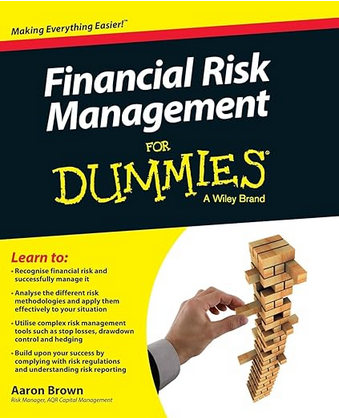 Making Everything Easier!™
Financial Risk
Management
FOR
DUMMIES®
A Wiley Brand
Learn to:
• Recognise financial risk and
successfully manage it
• Analyse the different risk
methodologies and apply them
effectively to your situation
• Utilise complex risk management
tools such as stop losses, drawdown
control and hedging
• Build upon your success by
complying with risk regulations
and understanding risk reporting
Aaron Brown
Risk Manager, AQR Capital Management